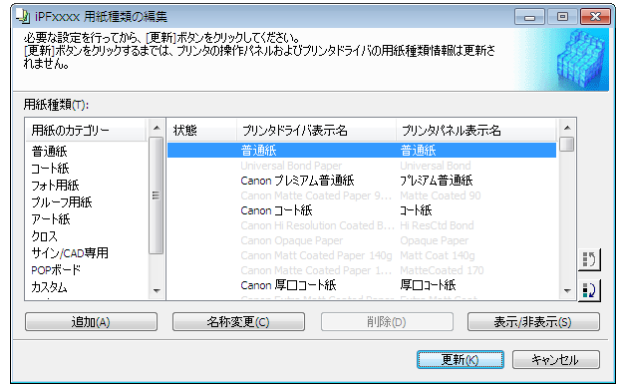 iPFxxxx 用紙種類の編集
必要な設定を行ってから、[更新]ボタンをクリックしてください。
[更新]ボタンをクリックするまでは、プリンタの操作パネルおよびプリンタドライバの用紙種類情報は更新さ
れません。
用紙種類(T):
用紙のカテゴリー
普通紙
コート紙
フォト用紙
プルーフ用紙
アート紙
クロス
サイン/CAD専用
POPボード
カスタム
状態 プリンタドライバ表示名 プリンタパネル表示名
普通紙 普通紙
Universal Bond Paper Universal Bond
Canon プレミアム普通紙 プレミアム普通紙
Canon Matte Coated Paper 9... Matte Coated 90
Canon コート紙 コート紙
Canon Hi Resolution Coated B... Hi ResCtd Bond
Canon Opaque Paper Opaque Paper
Canon Matt Coated Paper 140g Matt Coat 140g
Canon Matte Coated Paper 1... MatteCoated 170
Canon 厚口コート紙 厚口コート紙
追加(A) 名称変更(C) 削除(D) 表示/非表示(S)
更新(K) キャンセル